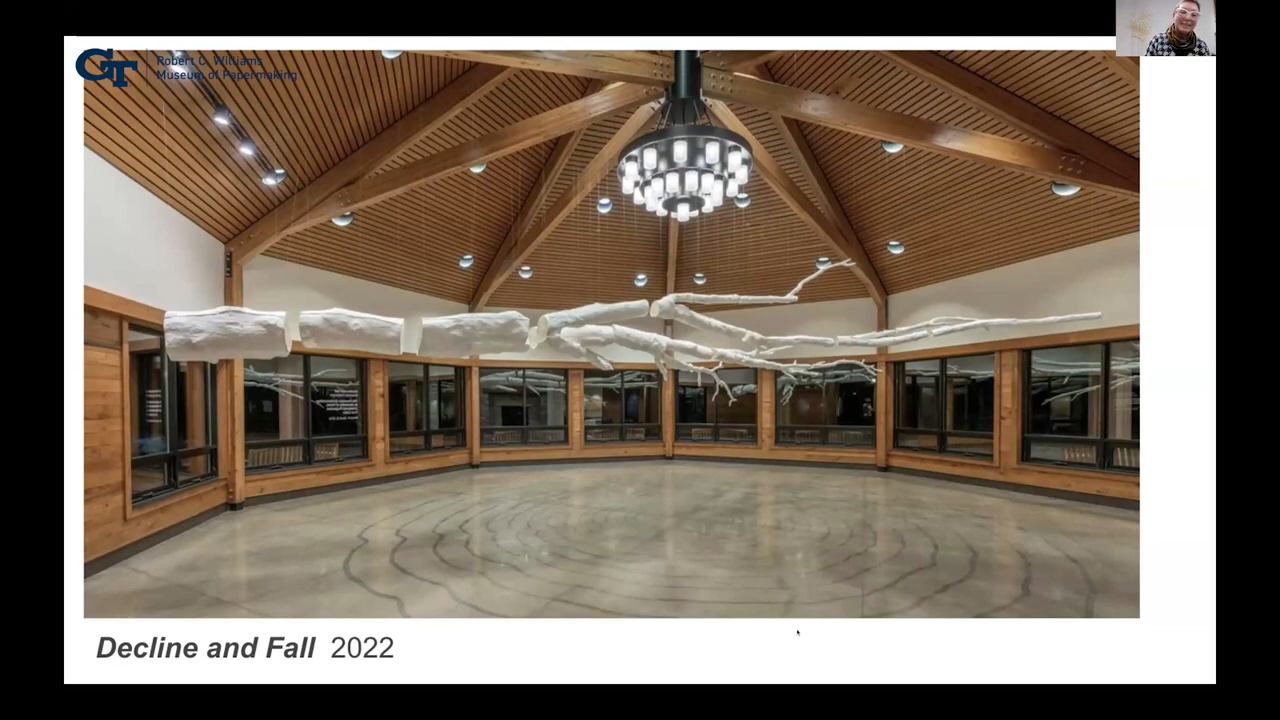 GT
Robert C. Williams
Museum of Papermaking
Decline and Fall 2022